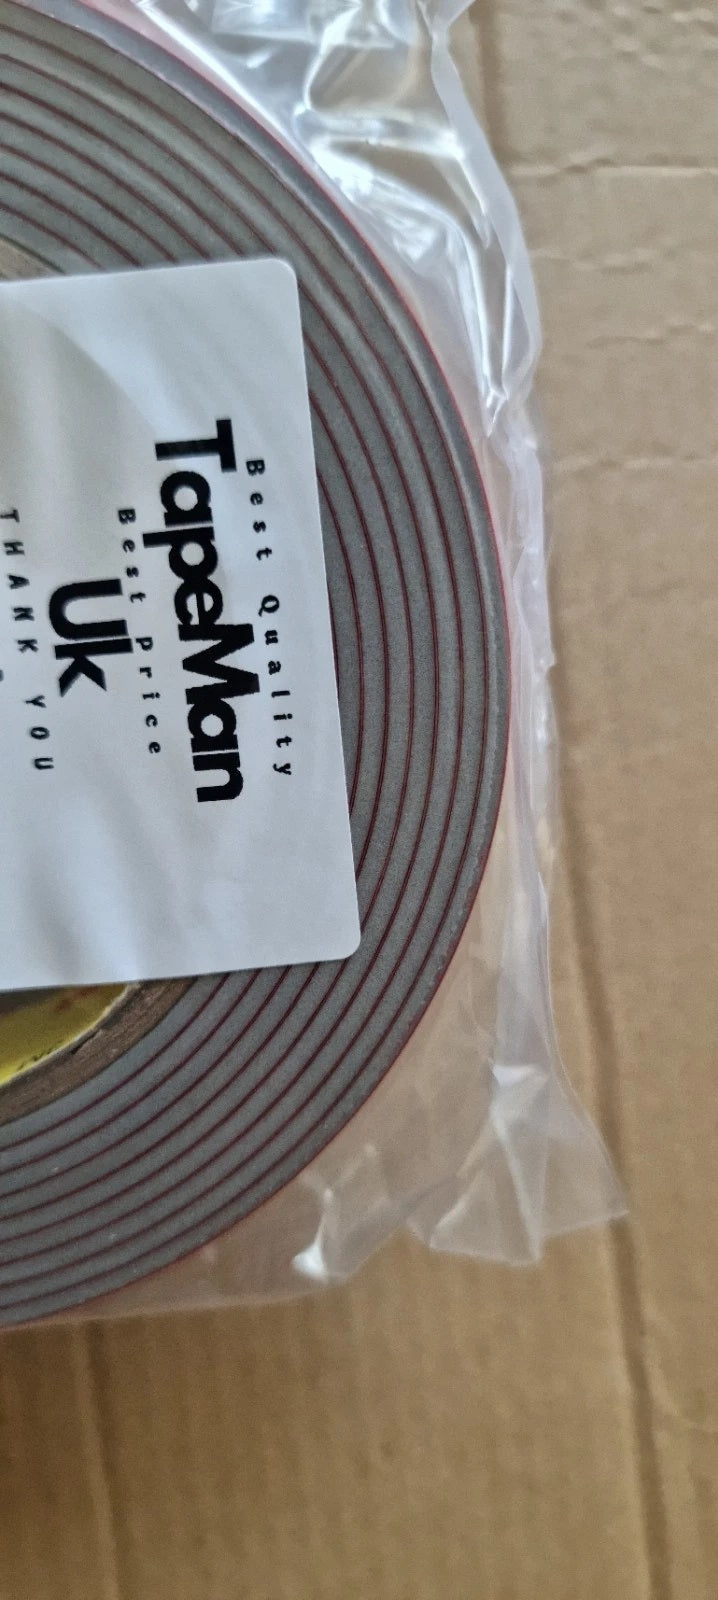 Best Quality
TapeMan
Best price
Uk
THANK YOU